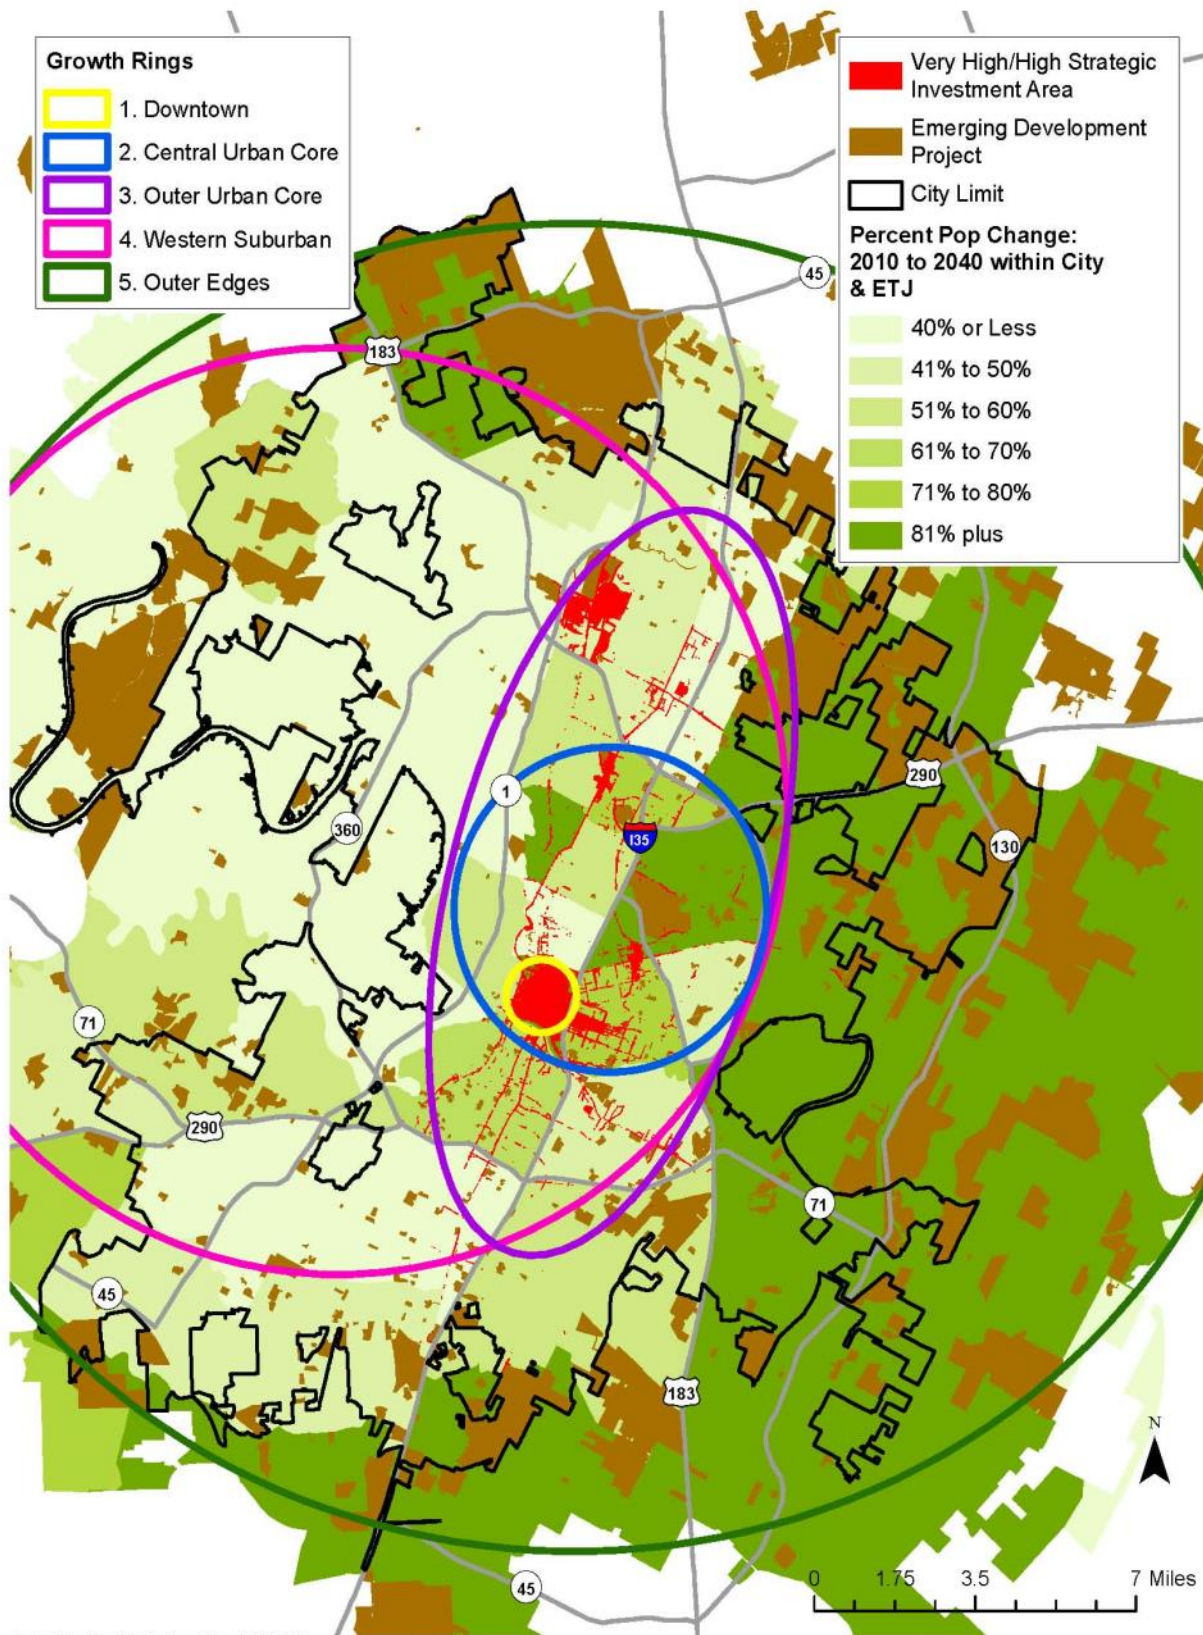 Growth Rings
1. Downtown
2. Central Urban Core
3. Outer Urban Core
4. Western Suburban
5. Outer Edges
Very High/High Strategic
Investment Area
Emerging Development
Project
City Limit
Percent Pop Change:
2010 to 2040 within City
& ETJ
40% or Less
41% to 50%
51% to 60%
61% to 70%
71% to 80%
81% plus
45
183
290
1
360
I35
130
71
290
71
45
183
N
45
0 1.75 3.5 7 Miles